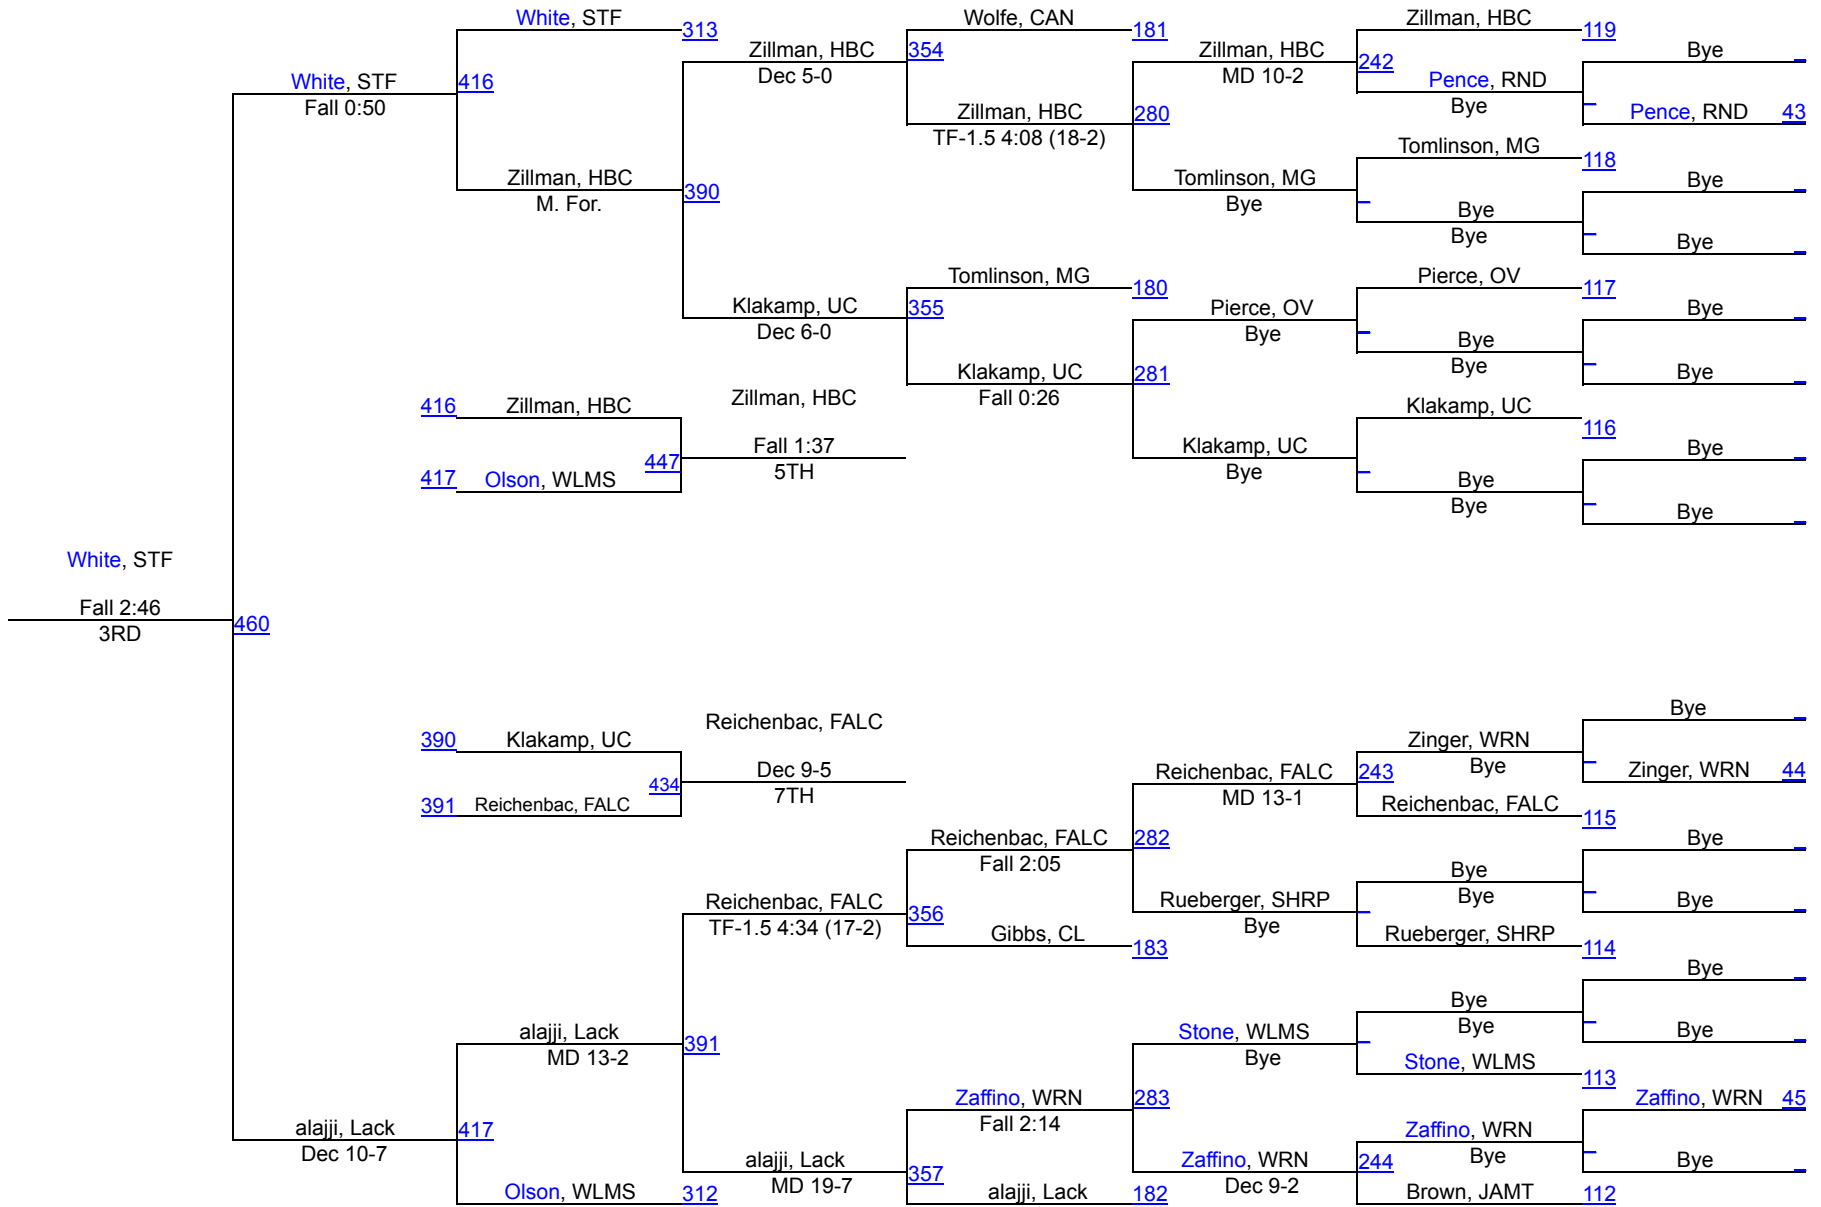 White, STF
313
Wolfe, CAN
181
Zillman, HBC
119
Zillman, HBC
354
Zillman, HBC
242
Bye
Dec 5-0
MD 10-2
White, STF
416
Pence, RND
Fall 0:50
Bye
Zillman, HBC
280
Pence, RND 43
TF-1.5 4:08 (18-2)
Tomlinson, MG
118
Zillman, HBC
390
Tomlinson, MG
Bye
M. For.
Bye
Bye
Bye
Bye
Tomlinson, MG
180
Pierce, OV
117
Klakamp, UC
355
Pierce, OV
Bye
Dec 6-0
Bye
Bye
Bye
Klakamp, UC
281
Bye
416 Zillman, HBC
Zillman, HBC
Fall 0:26
Klakamp, UC
116
Fall 1:37
447
5TH
Klakamp, UC
Bye
Bye
417 Olson, WLMS
Bye
Bye
Bye
White, STF
Fall 2:46
460
3RD
Reichenbac, FALC
Bye
390 Klakamp, UC
Zinger, WRN
Dec 9-5
434
7TH
Reichenbac, FALC
243
Bye
Zinger, WRN 44
MD 13-1
391 Reichenbac, FALC
Reichenbac, FALC
115
Reichenbac, FALC
282
Bye
Fall 2:05
Bye
Reichenbac, FALC
356
Rueberger, SHRP
Bye
Bye
TF-1.5 4:34 (17-2)
Bye
Gibbs, CL
183
Rueberger, SHRP
114
Bye
Bye
alajji, Lack
391
Stone, WLMS
Bye
Bye
MD 13-2
Bye
Stone, WLMS
113
Zaffino, WRN
283
Zaffino, WRN 45
Fall 2:14
alajji, Lack
417
Zaffino, WRN
Dec 10-7
Bye
alajji, Lack
357
Zaffino, WRN
244
Bye
MD 19-7
Dec 9-2
Olson, WLMS
312
alajji, Lack
182
Brown, JAMT
112